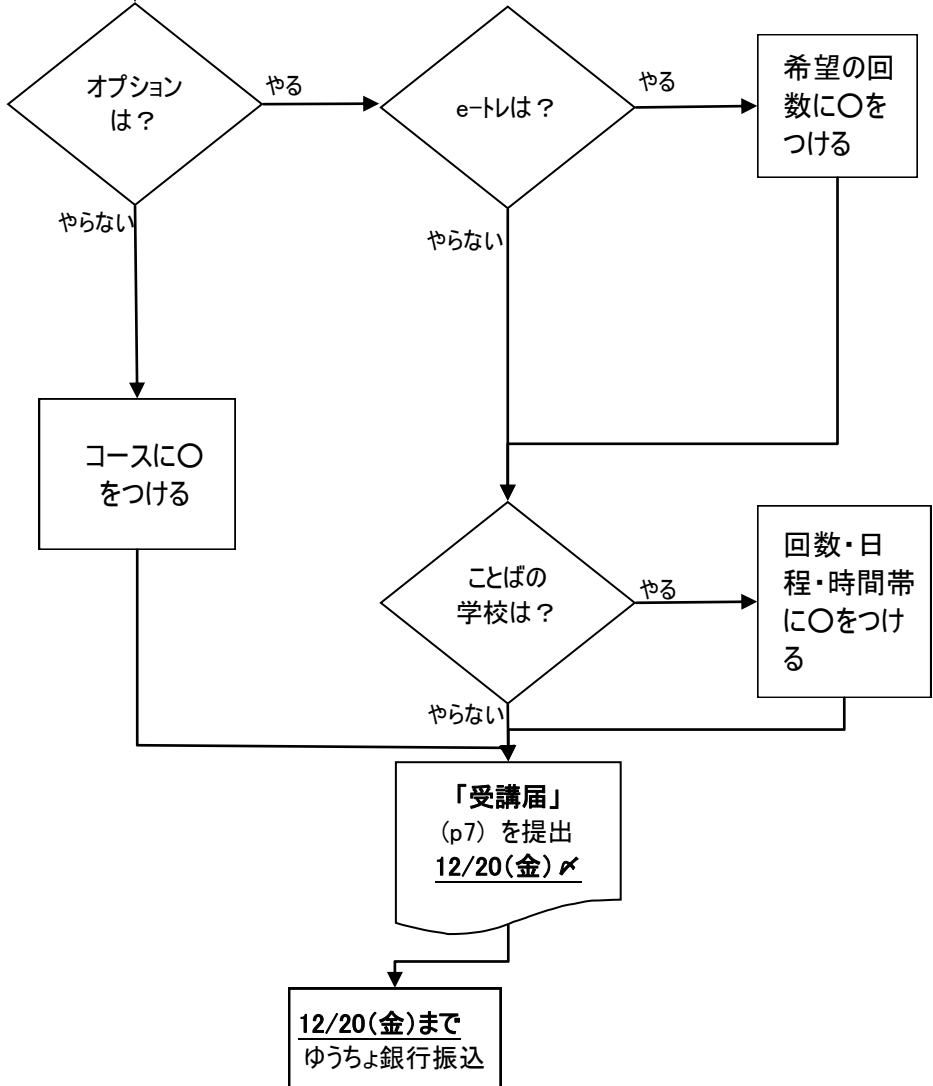 オプション
は？
やる
e-トレは？
やる
希望の回
数に〇を
つける
やらない
やらない
コースに〇
をつける
ことばの
学校は？
やる
回数・日
程・時間帯
に〇をつけ
る
やらない
「受講届」
(p7) を提出
12/20(金)〆
12/20(金)まで
ゆうちょ銀行振込